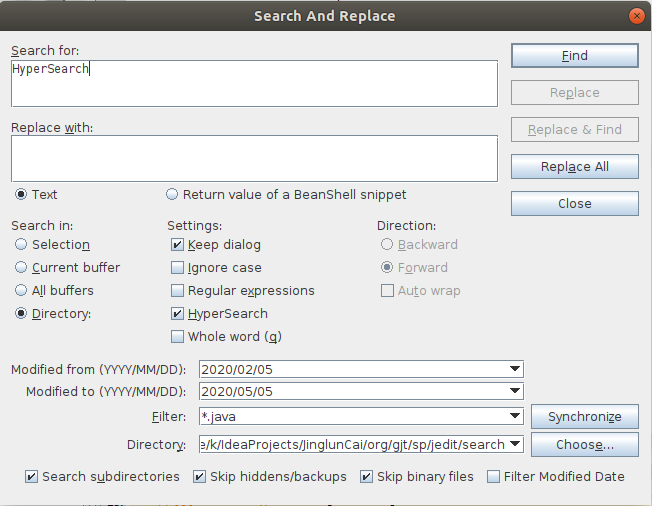 Search And Replace
Search for:
HyperSearch
Find
Replace
Replace with:
Replace & Find
Replace All
Text
Return value of a BeanShell snippet
Close
Search in:
Settings:
Direction:
Selection
Keep dialog
Backward
Current buffer
Ignore case
Forward
All buffers
Regular expressions
Auto wrap
Directory:
HyperSearch
Whole word (q)
Modified from (YYYY/MM/DD):
2020/02/05
Modified to (YYYY/MM/DD):
2020/05/05
Filter:
*.java
Synchronize
Directory:
e/k/IdeaProjects/JinglunCai/org/gjt/sp/jedit/search
Choose...
Search subdirectories
Skip hiddens/backups
Skip binary files
Filter Modified Date